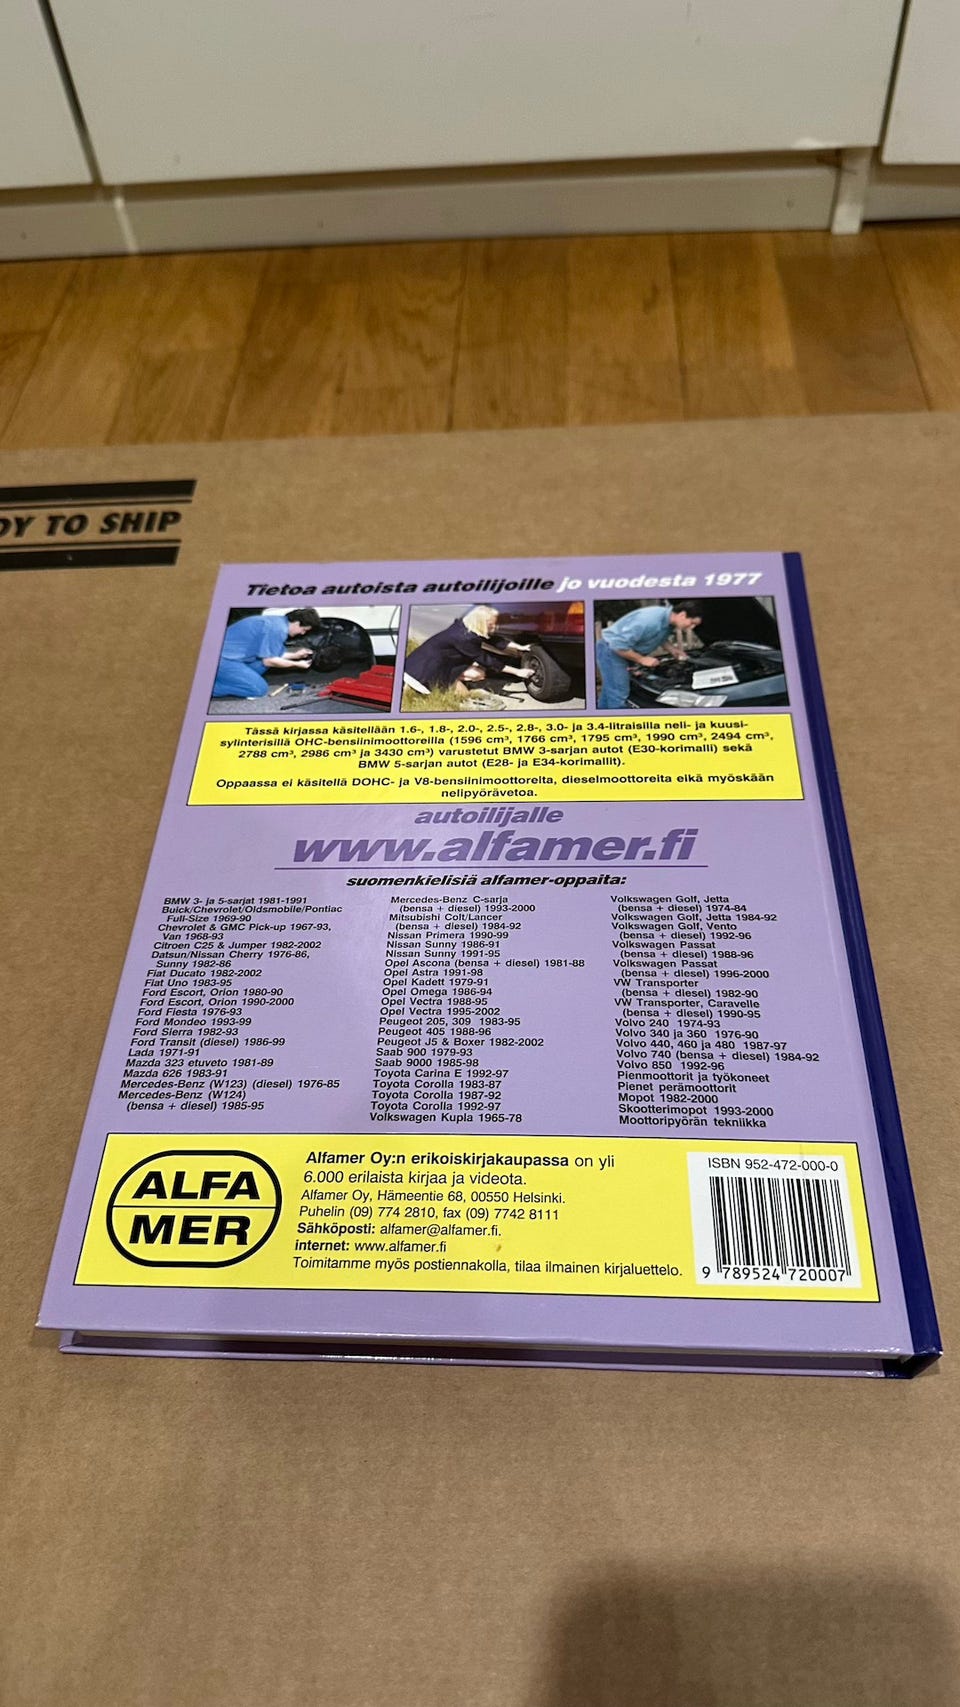 DY TO SHIP
Tietoa autoista autoilijoille jo vuodesta 1977
Tässä kirjassa käsitellään 1.6-, 1.8-, 2.0-, 2.5-, 2.8-, 3.0- ja 3.4-litraisilla neli- ja kuusi-
sylinterisillä OHC-bensiinimoottoreilla (1596 cm³, 1766 cm³, 1795 cm³, 1990 cm³, 2494 cm³,
2788 cm³, 2986 cm³ ja 3430 cm³) varustetut BMW 3-sarjan autot (E30-korimalli) sekä
BMW 5-sarjan autot (E28- ja E34-korimallit).
Oppaassa ei käsitellä DOHC- ja V8-bensiinimoottoreita, dieselmoottoreita eikä myöskään
nelipyörävetoa.
autoilijalle
www.alfamer.fi
suomenkielisiä alfamer-oppaita:
BMW 3- ja 5-sarjat 1981-1991
Buick/Chevrolet/Oldsmobile/Pontiac
Full-Size 1969-90
Chevrolet & GMC Pick-up 1967-93,
Van 1968-93
Citroen C25 & Jumper 1982-2002
Datsun/Nissan Cherry 1976-86,
Sunny 1982-86
Fiat Ducato 1982-2002
Fiat Uno 1983-95
Ford Escort, Orion 1980-90
Ford Escort, Orion 1990-2000
Ford Fiesta 1976-93
Ford Mondeo 1993-99
Ford Sierra 1982-93
Ford Transit (diesel) 1986-99
Lada 1971-91
Mazda 323 etuveto 1981-89
Mazda 626 1983-91
Mercedes-Benz (W123) (diesel) 1976-85
Mercedes-Benz (W124)
(bensa + diesel) 1985-95
Mercedes-Benz C-sarja
(bensa + diesel) 1993-2000
Mitsubishi Colt/Lancer
(bensa + diesel) 1984-92
Nissan Primera 1990-99
Nissan Sunny 1986-91
Nissan Sunny 1991-95
Opel Ascona (bensa + diesel) 1981-88
Opel Astra 1991-98
Opel Kadett 1979-91
Opel Omega 1986-94
Opel Vectra 1988-95
Opel Vectra 1995-2002
Peugeot 205, 309 1983-95
Peugeot 405 1988-96
Peugeot J5 & Boxer 1982-2002
Saab 900 1979-93
Saab 9000 1985-98
Toyota Carina E 1992-97
Toyota Corolla 1983-87
Toyota Corolla 1987-92
Toyota Corolla 1992-97
Volkswagen Kupla 1965-78
Volkswagen Golf, Jetta
(bensa + diesel) 1974-84
Volkswagen Golf, Jetta 1984-92
Volkswagen Golf, Vento
(bensa + diesel) 1992-96
Volkswagen Passat
(bensa + diesel) 1988-96
Volkswagen Passat
(bensa + diesel) 1996-2000
VW Transporter
(bensa + diesel) 1982-90
VW Transporter, Caravelle
(bensa + diesel) 1990-95
Volvo 240 1974-93
Volvo 340 ja 360 1976-90
Volvo 440, 460 ja 480 1987-97
Volvo 740 (bensa + diesel) 1984-92
Volvo 850 1992-96
Pienmoottorit ja työkoneet
Pienet perämoottorit
Mopot 1982-2000
Skootterimopot 1993-2000
Moottoripyörän tekniikka
ALFA
MER
Alfamer Oy:n erikoiskirjakaupassa on yli
6.000 erilaista kirjaa ja videota.
Alfamer Oy, Hämeentie 68, 00550 Helsinki.
Puhelin (09) 774 2810, fax (09) 7742 8111
Sähköposti: alfamer@alfamer.fi.
internet: www.alfamer.fi
Toimitamme myös postiennakolla, tilaa ilmainen kirjaluettelo.
ISBN 952-472-000-0
9 789524 720007